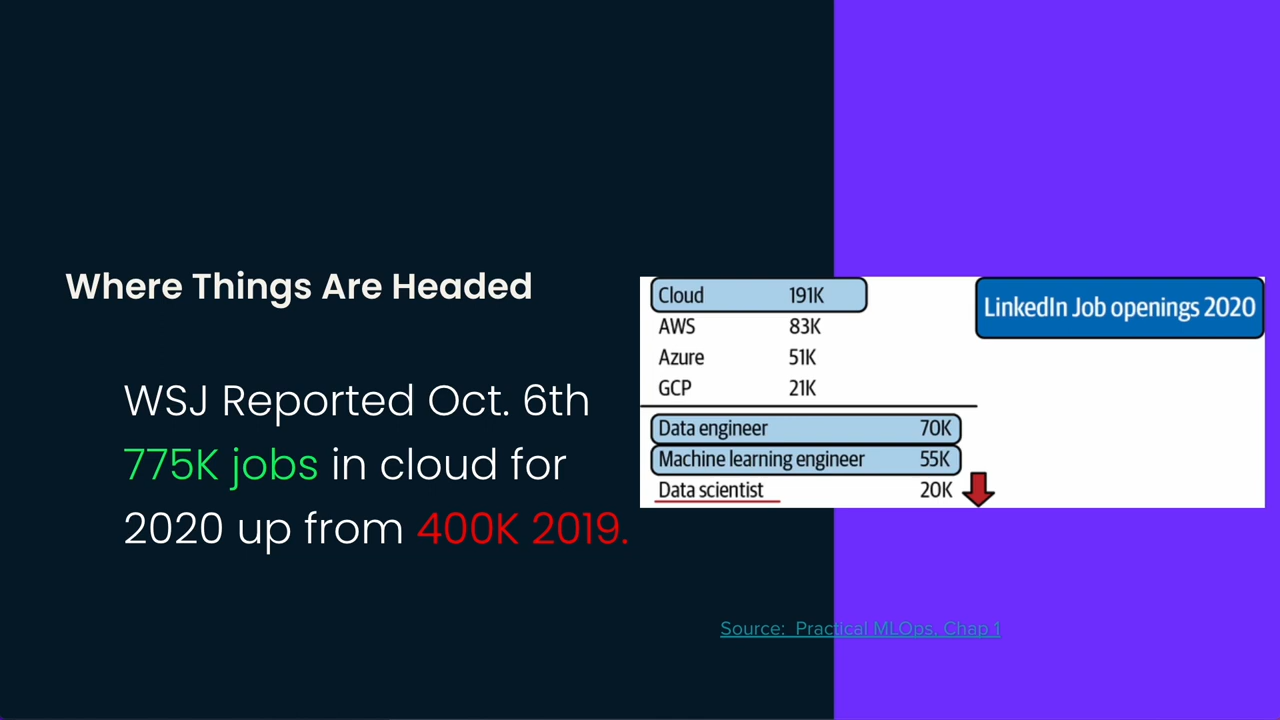 Where Things Are Headed
WSJ Reported Oct. 6th
775K jobs in cloud for
2020 up from 400K 2019.
Cloud 191K
AWS 83K
Azure 51K
GCP 21K
Data engineer 70K
Machine learning engineer 55K
Data scientist 20K
LinkedIn Job openings 2020
Source: Practical MLOps, Chap 1